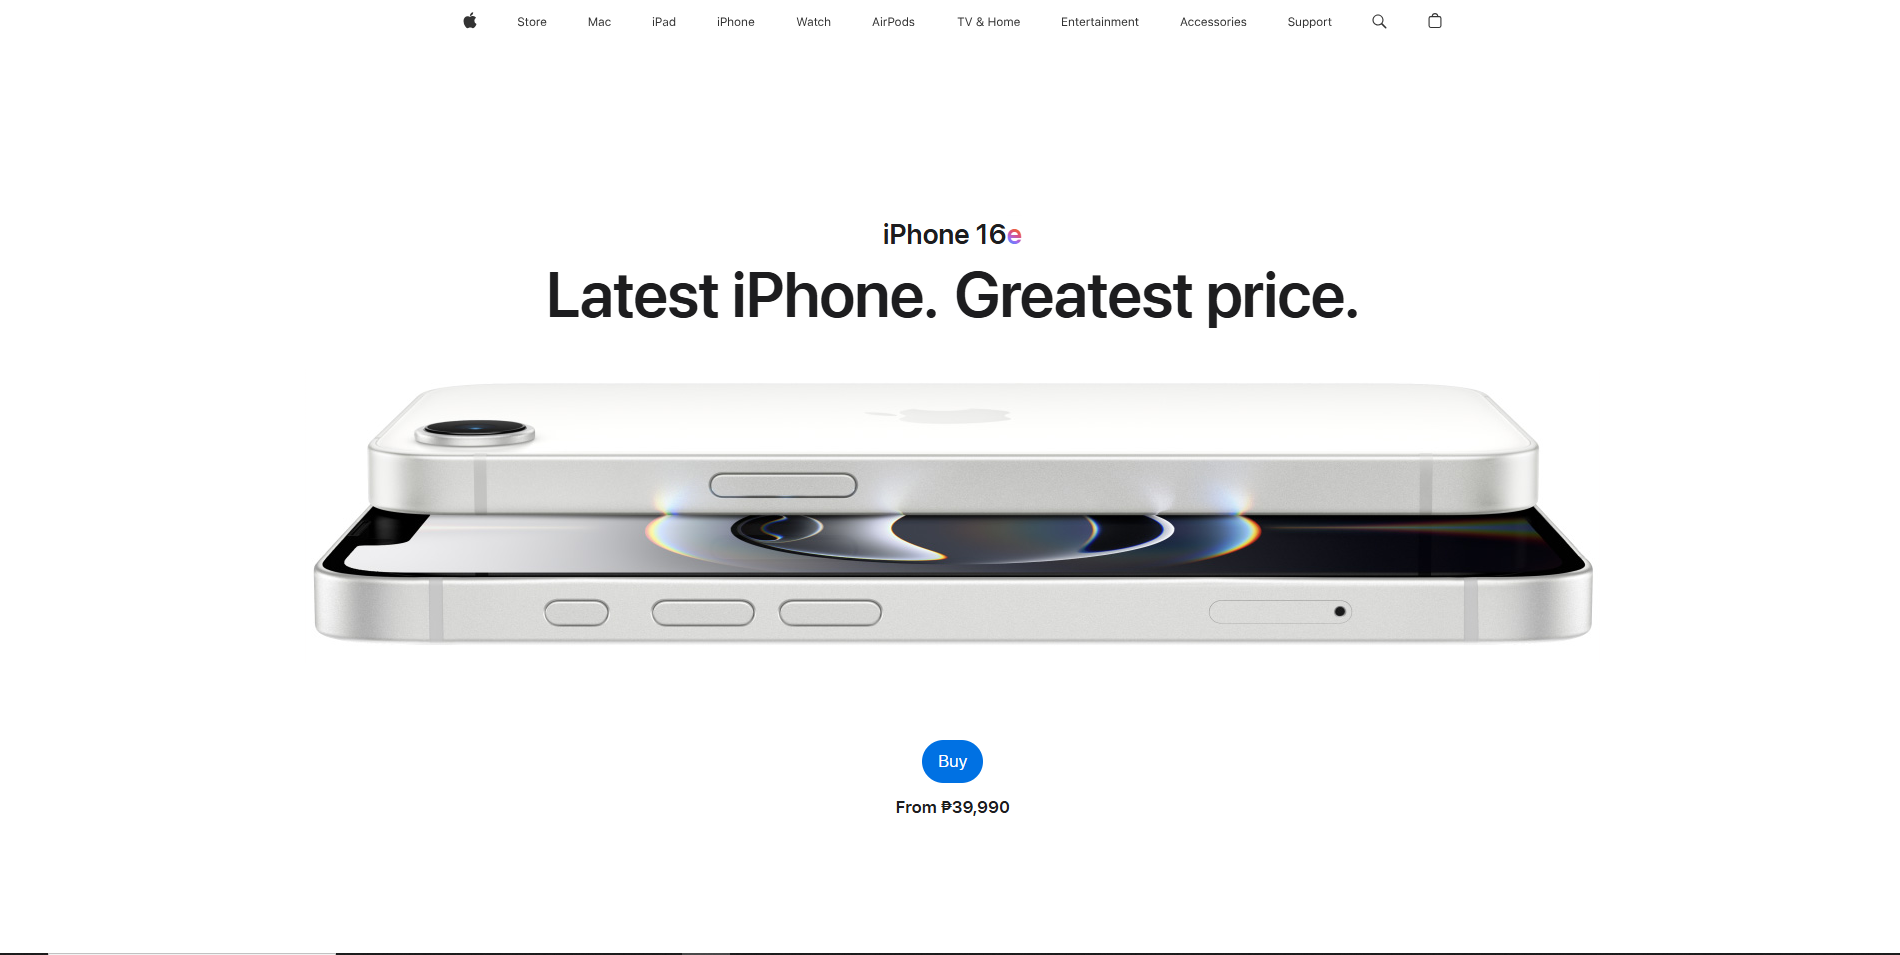 Store Mac iPad iPhone Watch AirPods TV & Home Entertainment Accessories Support
iPhone 16e
Latest iPhone. Greatest price.
Buy
From ₱39,990